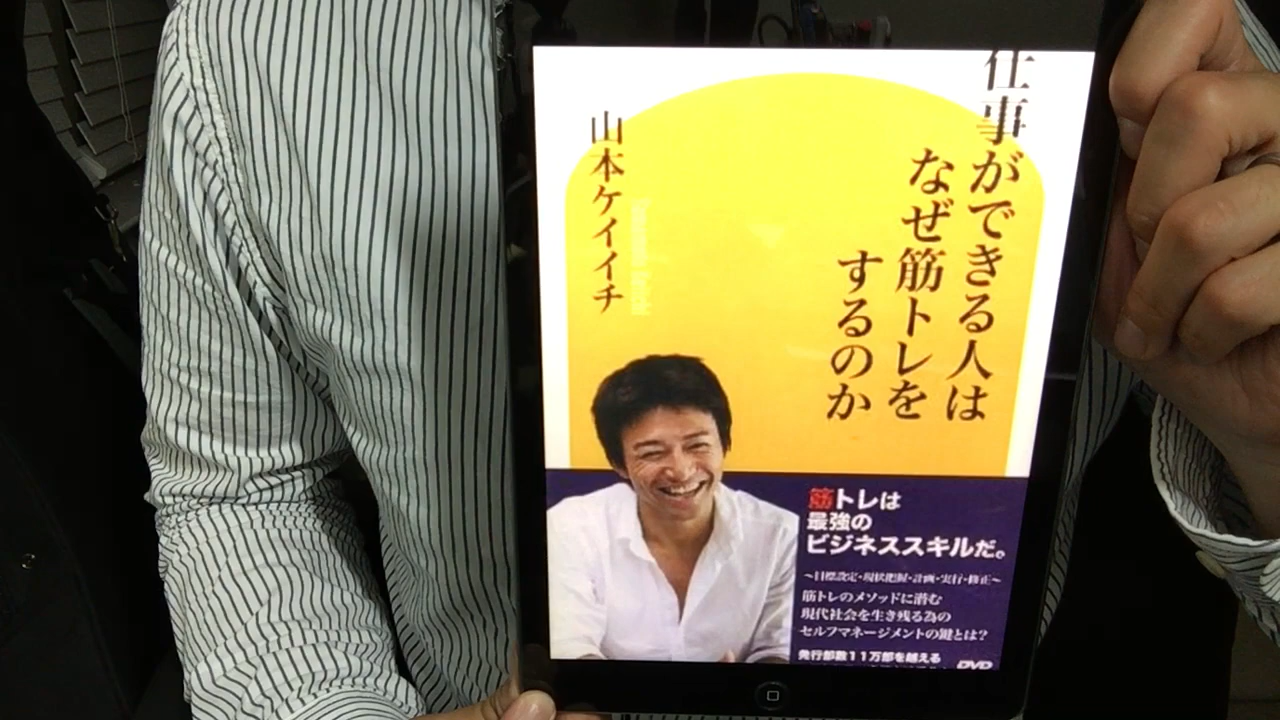 仕事ができる人は
なぜ筋トレを
するのか
山本ケイイチ
筋トレは
最強の
ビジネススキルだ。
～目標設定・現状把握・計画・実行・修正～
筋トレのメソッドに潜む
現代社会を生き残る為の
セルフマネージメントの鍵とは?
発行部数11万部を越える
DVD